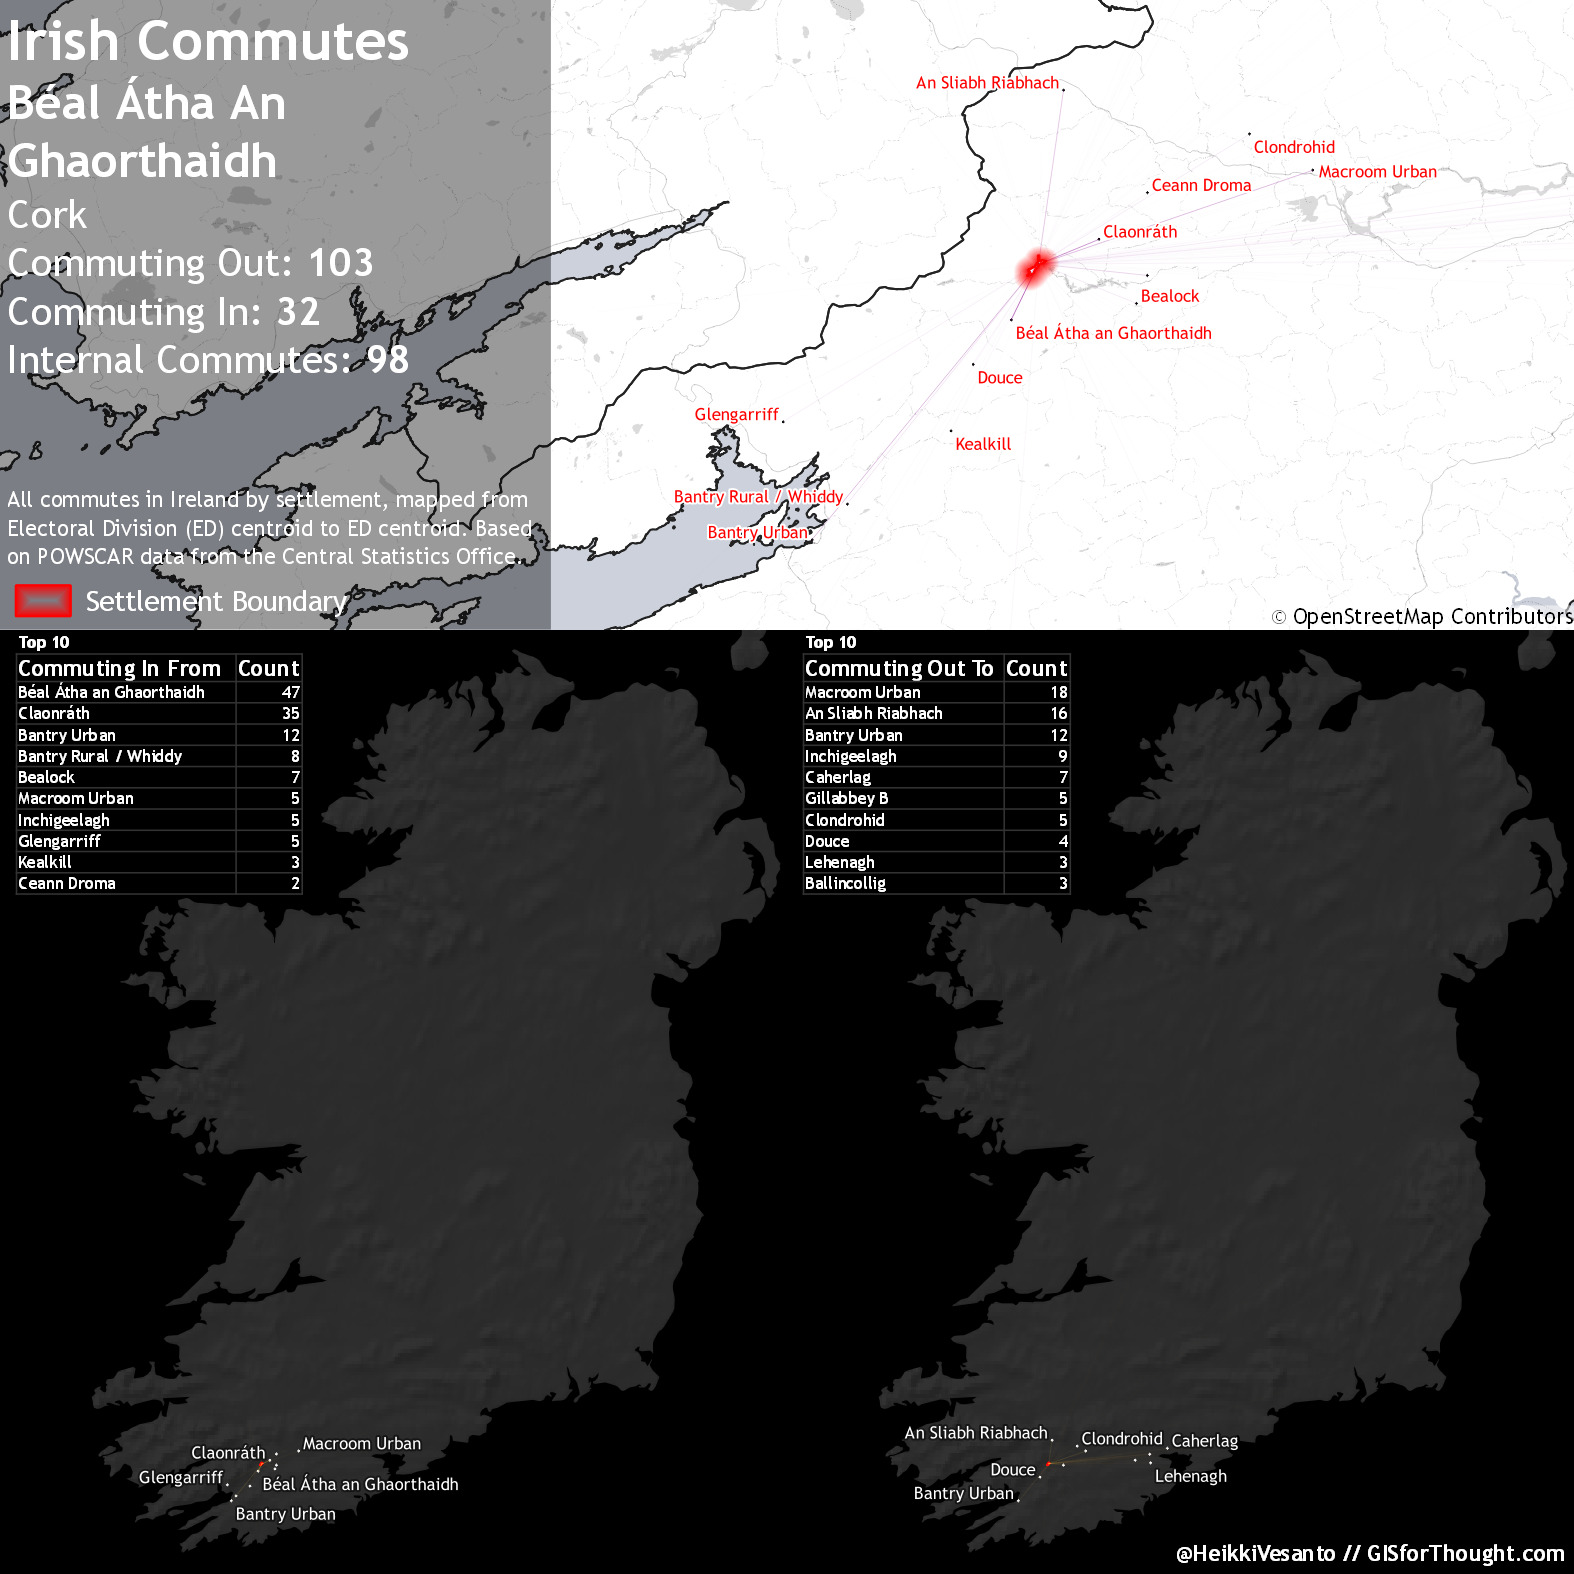 Irish Commutes
Béal Átha An
Ghaorthaidh
Cork
Commuting Out: 103
Commuting In: 32
Internal Commutes: 98
All commutes in Ireland by settlement, mapped from
Electoral Division (ED) centroid to ED centroid. Based
on POWSCAR data from the Central Statistics Office.
Settlement Boundary
An Sliabh Riabhach
Clondrohid
Macroom Urban
Ceann Droma
Claonráth
Bealock
Béal Átha an Ghaorthaidh
Douce
Glengarriff
Kealkill
Bantry Rural / Whiddy
Bantry Urban
© OpenStreetMap Contributors
Top 10
Commuting In From Count
Béal Átha an Ghaorthaidh 47
Claonráth 35
Bantry Urban 12
Bantry Rural / Whiddy 8
Bealock 7
Macroom Urban 5
Inchigeelagh 5
Glengarriff 5
Kealkill 3
Ceann Droma 2
Top 10
Commuting Out To Count
Macroom Urban 18
An Sliabh Riabhach 16
Bantry Urban 12
Inchigeelagh 9
Caherlag 7
Gillabbey B 5
Clondrohid 5
Douce 4
Lehenagh 3
Ballincollig 3
Macroom Urban
Claonráth
Glengarriff
Béal Átha an Ghaorthaidh
Bantry Urban
An Sliabh Riabhach
Clondrohid
Caherlag
Douce
Lehenagh
Bantry Urban
@HeikkiVesanto // GISforThought.com